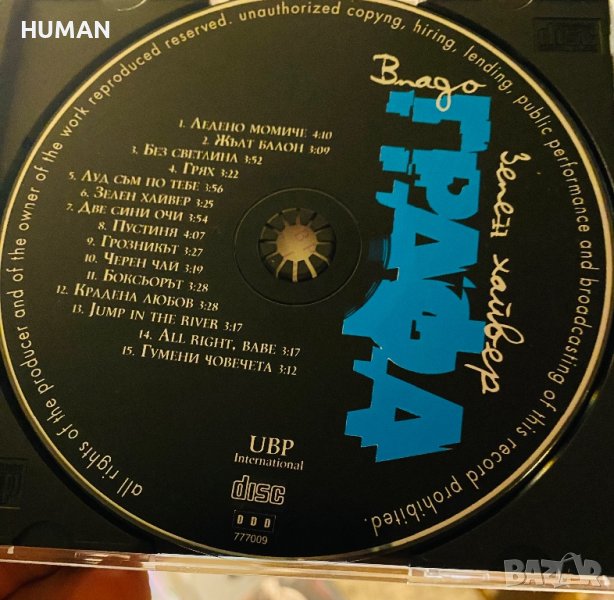 HUMAN
all rights of the producer and of the owner of the work reproduced reserved. unauthorized copyng, hiring, lending, public performance and broadcasting of this record prohibited.
Владо
ГРАФА
Зелен хайвер
1. Ледено момиче 4:10
2. Жълт балон 3:09
3. Без светлина 3:52
4. Грях 3:22
5. Луд съм по тебе 3:56
6. Зелен хайвер 3:25
7. Две сини очи 3:54
8. Пустиня 4:07
9. Грозникът 3:27
10. Черен чай 3:19
11. Боксьорът 3:28
12. Крадена любов 3:28
13. Jump in the river 3:17
14. All right, babe 3:17
15. Гумени човечета 3:12
UBP
International
disc
DDD
777009
BAZAR